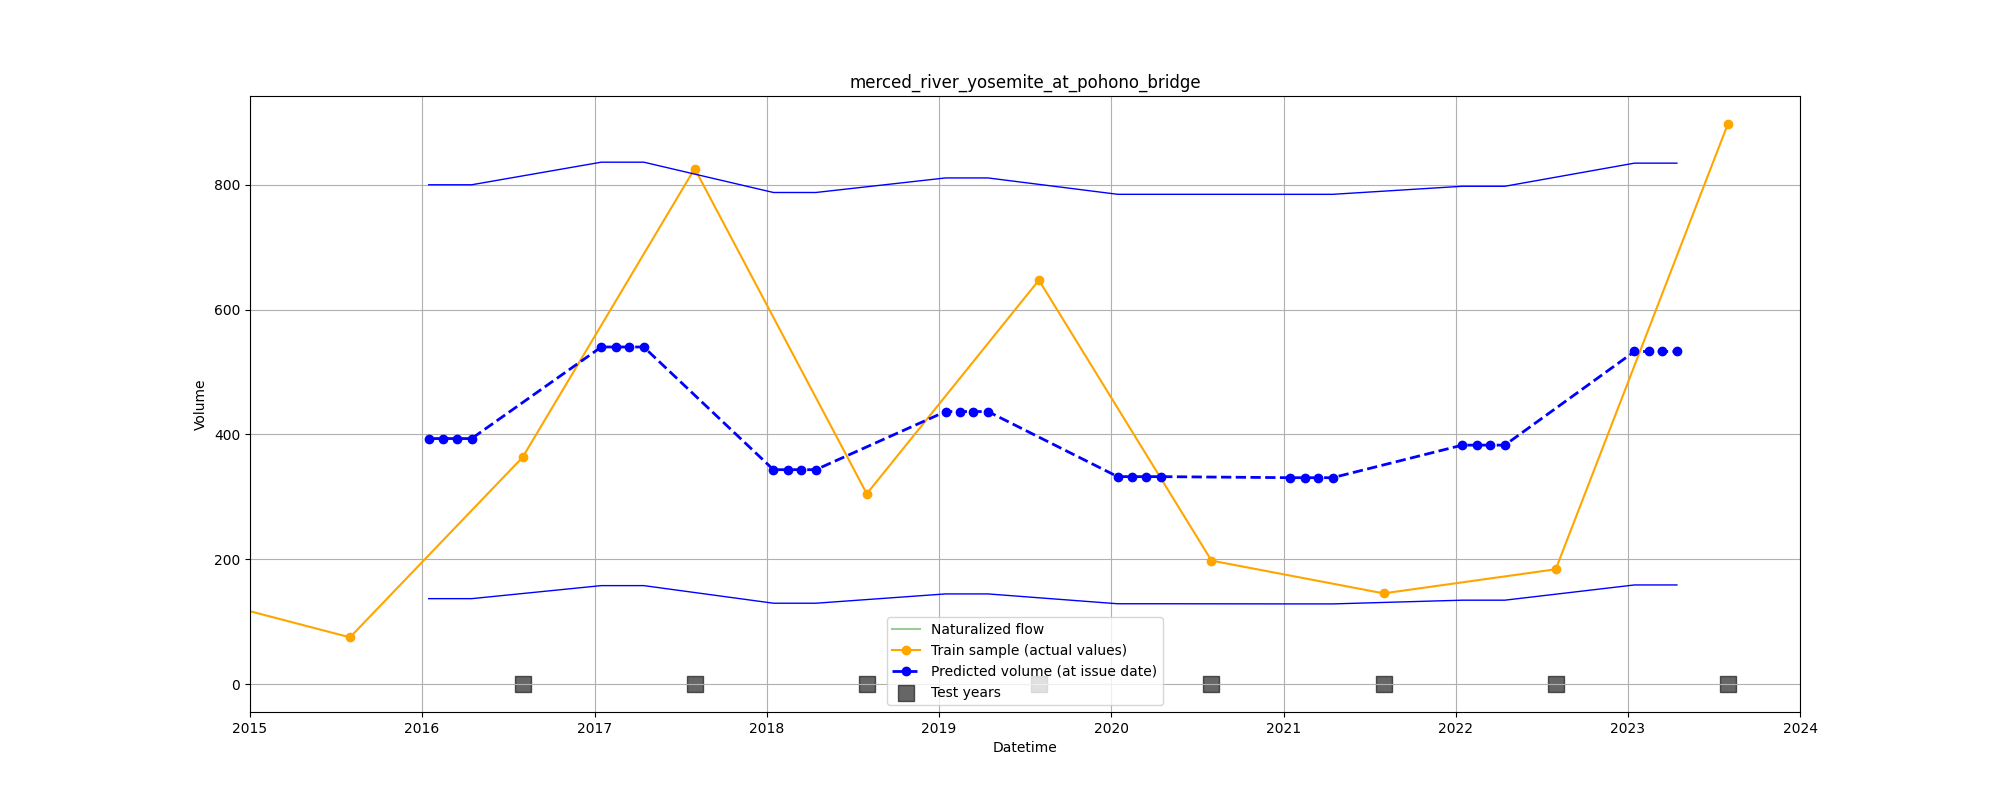 merced_river_yosemite_at_pohono_bridge
800
600
400
200
0
Volume
Naturalized flow
Train sample (actual values)
Predicted volume (at issue date)
Test years
2015 2016 2017 2018 2019 2020 2021 2022 2023 2024
Datetime